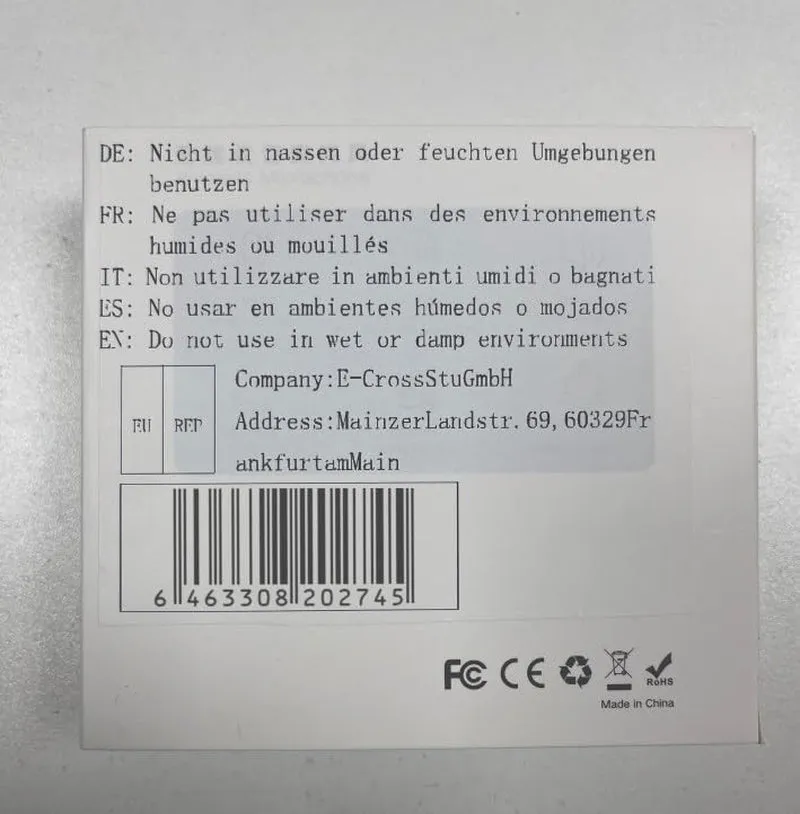 DE: Nicht in nassen oder feuchten Umgebungen
benutzen
FR: Ne pas utiliser dans des environnements
humides ou mouillés
IT: Non utilizzare in ambienti umidi o bagnati
ES: No usar en ambientes húmedos o mojados
EN: Do not use in wet or damp environments
EU REP
Company:E-CrossStuGmbH
Address:MainzerLandstr. 69, 60329Fr
ankfurtamMain
6 463308 202745
FC CE
RoHS
Made in China